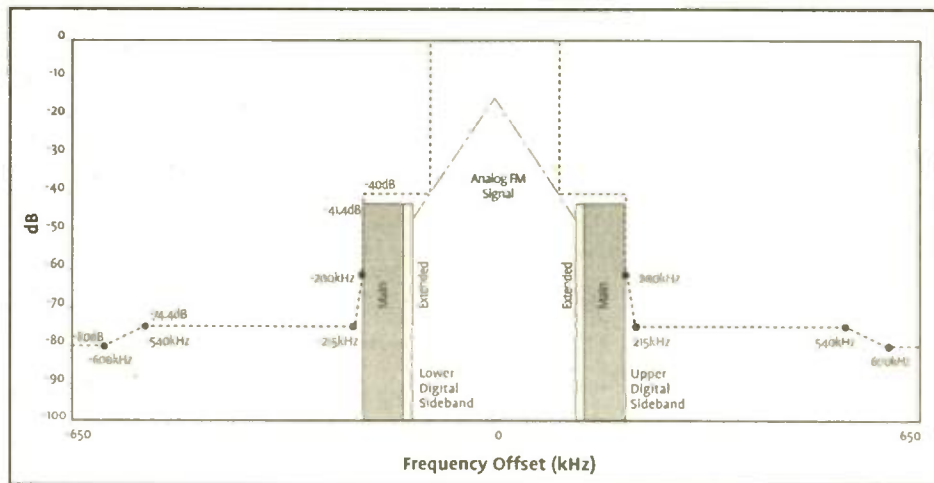 0
-10
-20
-30
-40
-50
-60
-70
-80
-90
-100
dB
-40dB
-41.4dB
Analog FM
Signal
Main
Extended
Extended
Main
-74.4dB
-80dB
-600kHz
-540kHz
-215kHz
215kHz
540kHz
600kHz
Lower
Digital
Sideband
Upper
Digital
Sideband
-650
0
650
Frequency Offset (kHz)